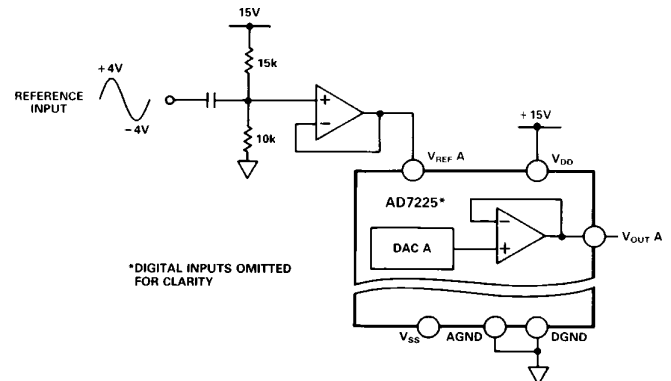 15V
15k
+4V
REFERENCE
INPUT
−4V
+
−
10k
+15V
V_REF A
V_DD
AD7225*
−
+
DAC A
V_OUT A
*DIGITAL INPUTS OMITTED
FOR CLARITY
V_SS
AGND
DGND